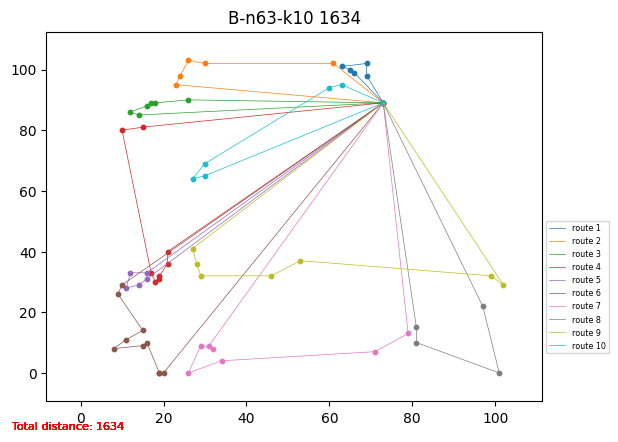 B-n63-k10 1634
100
80
60
40
20
0
0
20
40
60
80
100
route 1
route 2
route 3
route 4
route 5
route 6
route 7
route 8
route 9
route 10
Total distance: 1634